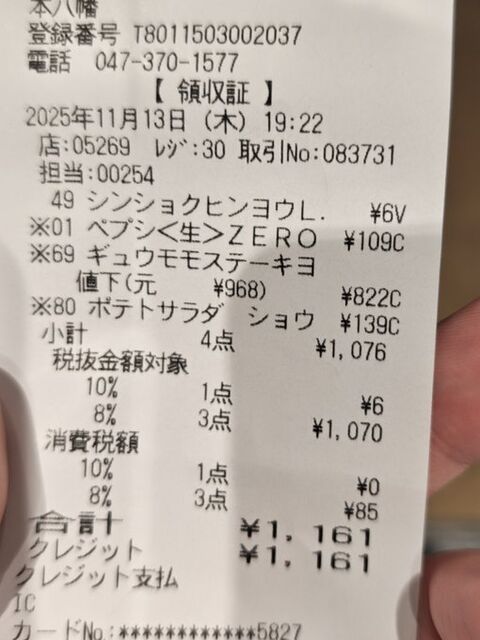 本八幡
登録番号 T8011503002037
電話 047-370-1577
【 領収証 】
2025年11月13日 (木) 19:22
店:05269 ﾚｼﾞ:30 取引No:083731
担当:00254
49 シンショクヒンヨウL. ¥6V
※01 ペプシ<生>ZERO ¥109C
※69 ギュウモモステーキヨ
値下(元 ¥968) ¥822C
※80 ポテトサラダ ショウ ¥139C
小計 4点 ¥1,076
税抜金額対象
10% 1点 ¥6
8% 3点 ¥1,070
消費税額
10% 1点 ¥0
8% 3点 ¥85
合計 ¥1,161
クレジット ¥1,161
クレジット支払
IC
カードNo.:************5827